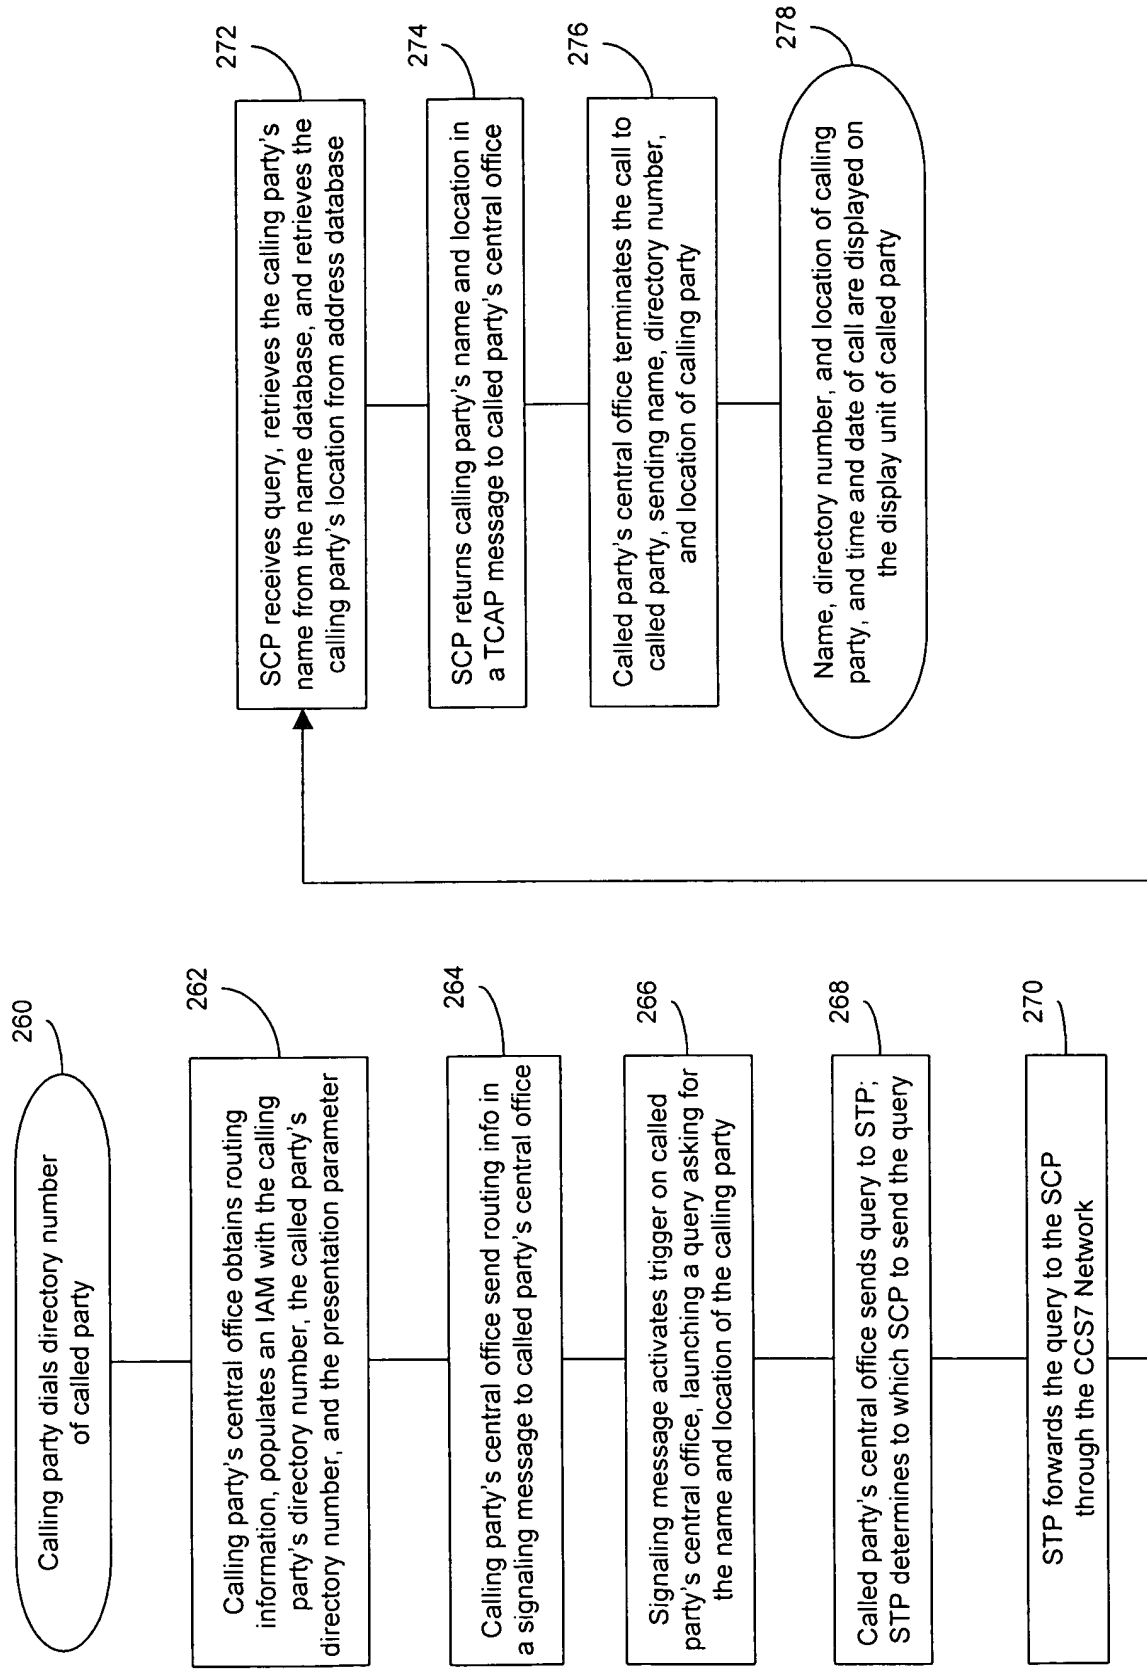 260
Calling party dials directory number
of called party
262
Calling party's central office obtains routing
information, populates an IAM with the calling
party's directory number, the called party's
directory number, and the presentation parameter
264
Calling party's central office send routing info in
a signaling message to called party's central office
266
Signaling message activates trigger on called
party's central office, launching a query asking for
the name and location of the calling party
268
Called party's central office sends query to STP;
STP determines to which SCP to send the query
270
STP forwards the query to the SCP
through the CCS7 Network
272
SCP receives query, retrieves the calling party's
name from the name database, and retrieves the
calling party's location from address database
274
SCP returns calling party's name and location in
a TCAP message to called party's central office
276
Called party's central office terminates the call to
called party, sending name, directory number,
and location of calling party
278
Name, directory number, and location of calling
party, and time and date of call are displayed on
the display unit of called party